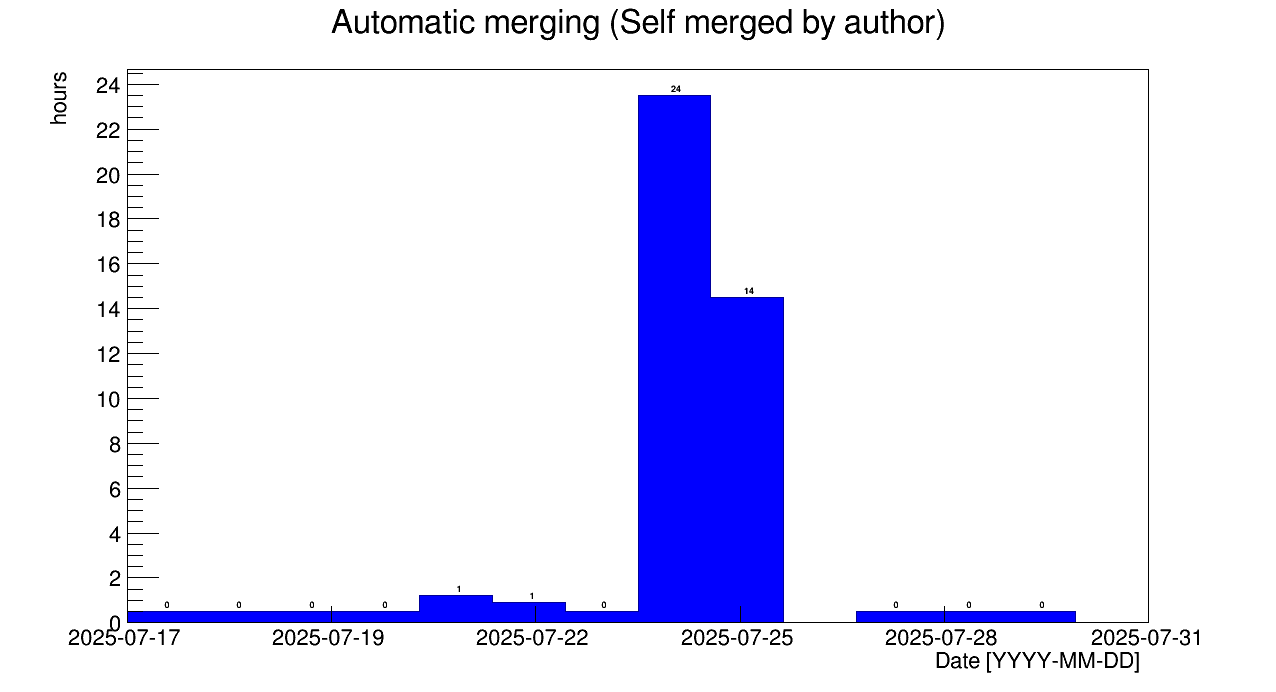 Automatic merging (Self merged by author)
hours
24
22
20
18
16
14
12
10
8
6
4
2
0
0 0 0 0 1 1 0 24 14 0 0 0
2025-07-17 2025-07-19 2025-07-22 2025-07-25 2025-07-28 2025-07-31
Date [YYYY-MM-DD]